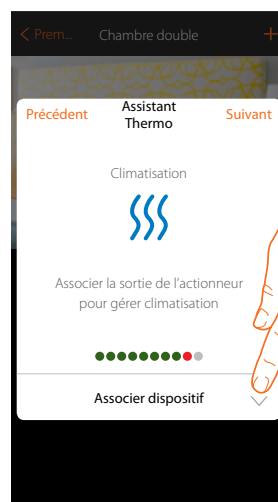 Prem... Chambre double
Précédent Assistant Thermo Suivant
Climatisation
Associer la sortie de l'actionneur
pour gérer climatisation
Associer dispositif